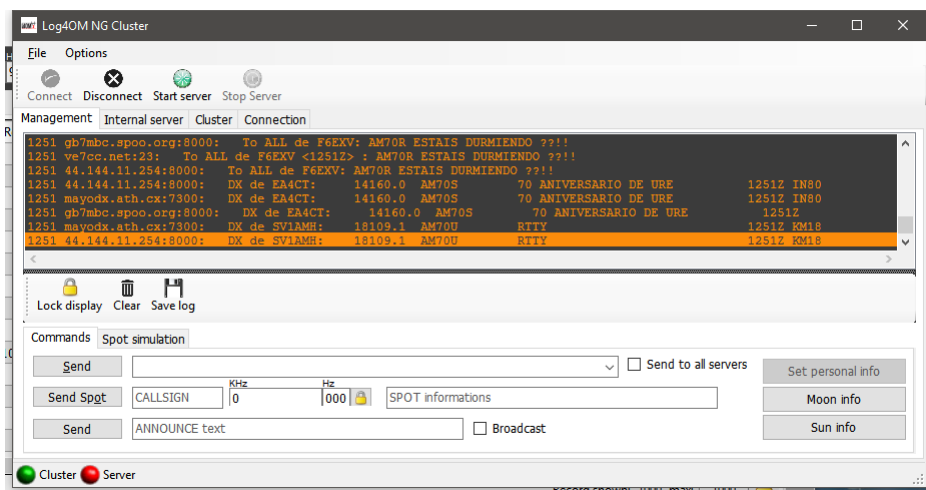 Log4OM NG Cluster
File Options
Connect Disconnect Start server Stop Server
Management Internal server Cluster Connection
1251 gb7mbc.spoo.org:8000: To ALL de F6EXV: AM70R ESTAIS DURMIENDO ??!!
1251 ve7cc.net:23: To ALL de F6EXV <1251Z> : AM70R ESTAIS DURMIENDO ??!!
1251 44.144.11.254:8000: To ALL de F6EXV: AM70R ESTAIS DURMIENDO ??!!
1251 44.144.11.254:8000: DX de EA4CT: 14160.0 AM70S 70 ANIVERSARIO DE URE 1251Z IN80
1251 mayodx.ath.cx:7300: DX de EA4CT: 14160.0 AM70S 70 ANIVERSARIO DE URE 1251Z IN80
1251 gb7mbc.spoo.org:8000: DX de EA4CT: 14160.0 AM70S 70 ANIVERSARIO DE URE 1251Z
1251 mayodx.ath.cx:7300: DX de SV1AMH: 18109.1 AM70U RTTY 1251Z KM18
1251 44.144.11.254:8000: DX de SV1AMH: 18109.1 AM70U RTTY 1251Z KM18
Lock display Clear Save log
Commands Spot simulation
Send Send to all servers Set personal info
KHz Hz
Send Spot CALLSIGN 0 000 SPOT informations Moon info
Send ANNOUNCE text Broadcast Sun info
Cluster Server